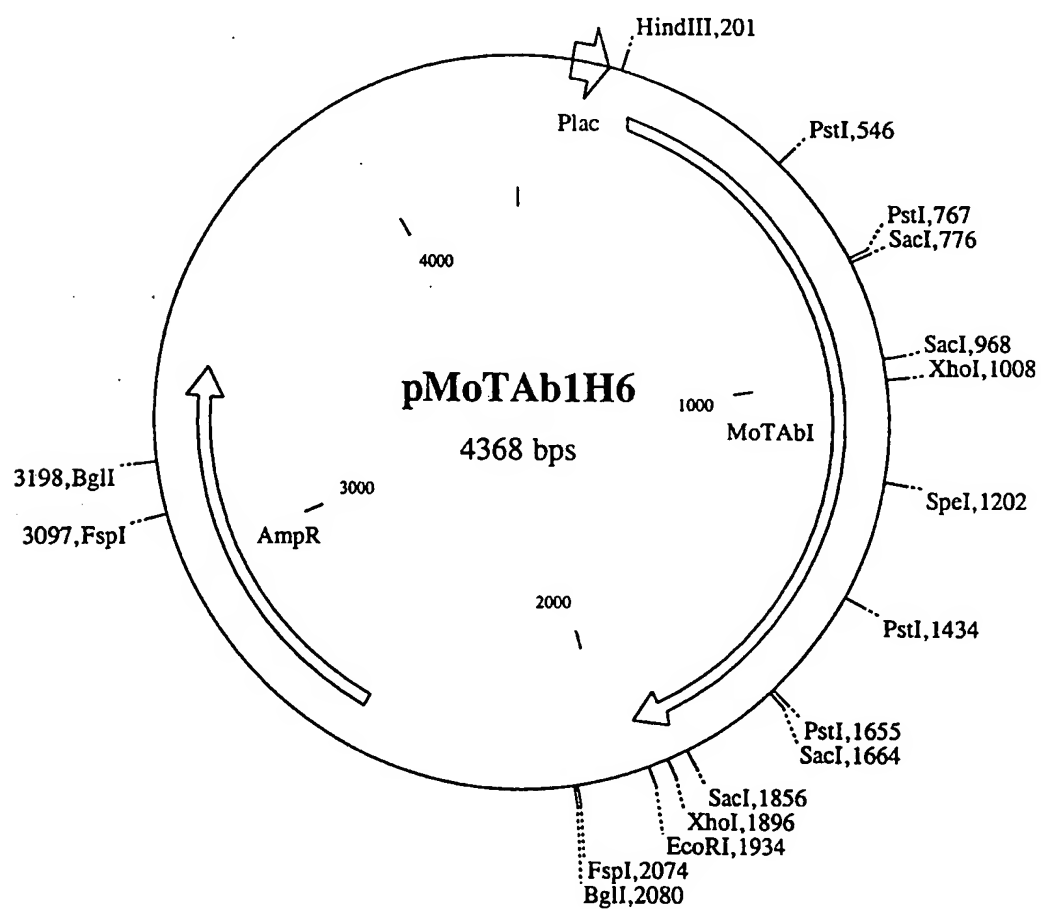 HindIII,201
Plac
PstI,546
PstI,767
SacI,776
4000
SacI,968
XhoI,1008
pMoTAb1H6
1000
MoTAbI
4368 bps
3198,BglI
3000
SpeI,1202
3097,FspI
AmpR
2000
PstI,1434
PstI,1655
SacI,1664
SacI,1856
XhoI,1896
EcoRI,1934
FspI,2074
BglI,2080